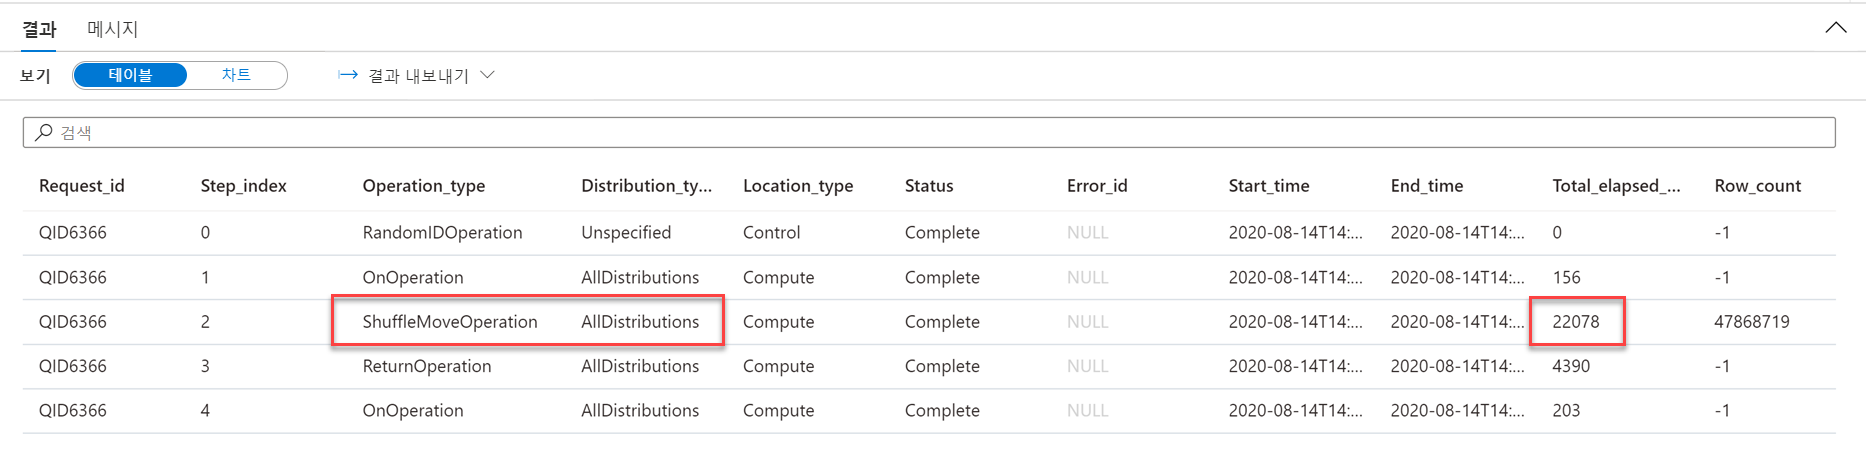 결과 메시지
보기 테이블 차트 결과 내보내기
검색
Request_id Step_index Operation_type Distribution_ty... Location_type Status Error_id Start_time End_time Total_elapsed_... Row_count
QID6366 0 RandomIDOperation Unspecified Control Complete NULL 2020-08-14T14:... 2020-08-14T14:... 0 -1
QID6366 1 OnOperation AllDistributions Compute Complete NULL 2020-08-14T14:... 2020-08-14T14:... 156 -1
QID6366 2 ShuffleMoveOperation AllDistributions Compute Complete NULL 2020-08-14T14:... 2020-08-14T14:... 22078 47868719
QID6366 3 ReturnOperation AllDistributions Compute Complete NULL 2020-08-14T14:... 2020-08-14T14:... 4390 -1
QID6366 4 OnOperation AllDistributions Compute Complete NULL 2020-08-14T14:... 2020-08-14T14:... 203 -1